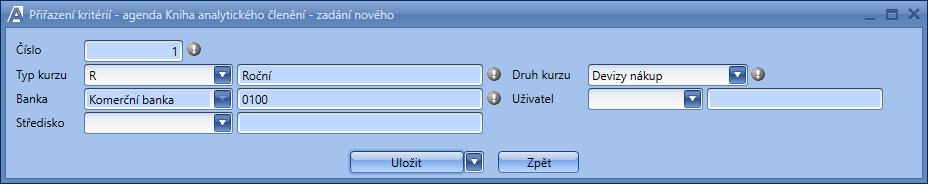 Přiřazení kritérií - agenda Kniha analytického členění - zadání nového
Číslo 1
Typ kurzu R Roční Druh kurzu Devizy nákup
Banka Komerční banka 0100 Uživatel
Středisko
Uložit Zpět